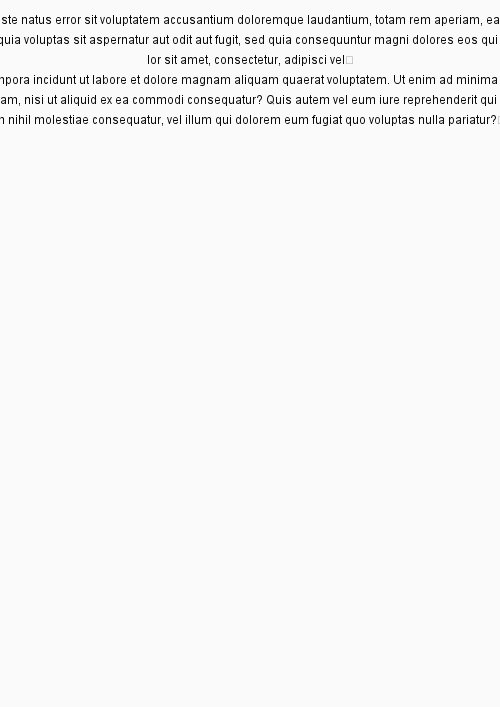 iste natus error sit voluptatem accusantium doloremque laudantium, totam rem aperiam, ea
quia voluptas sit aspernatur aut odit aut fugit, sed quia consequuntur magni dolores eos qui
lor sit amet, consectetur, adipisci vel
mpora incidunt ut labore et dolore magnam aliquam quaerat voluptatem. Ut enim ad minima
am, nisi ut aliquid ex ea commodi consequatur? Quis autem vel eum iure reprehenderit qui
nihil molestiae consequatur, vel illum qui dolorem eum fugiat quo voluptas nulla pariatur?